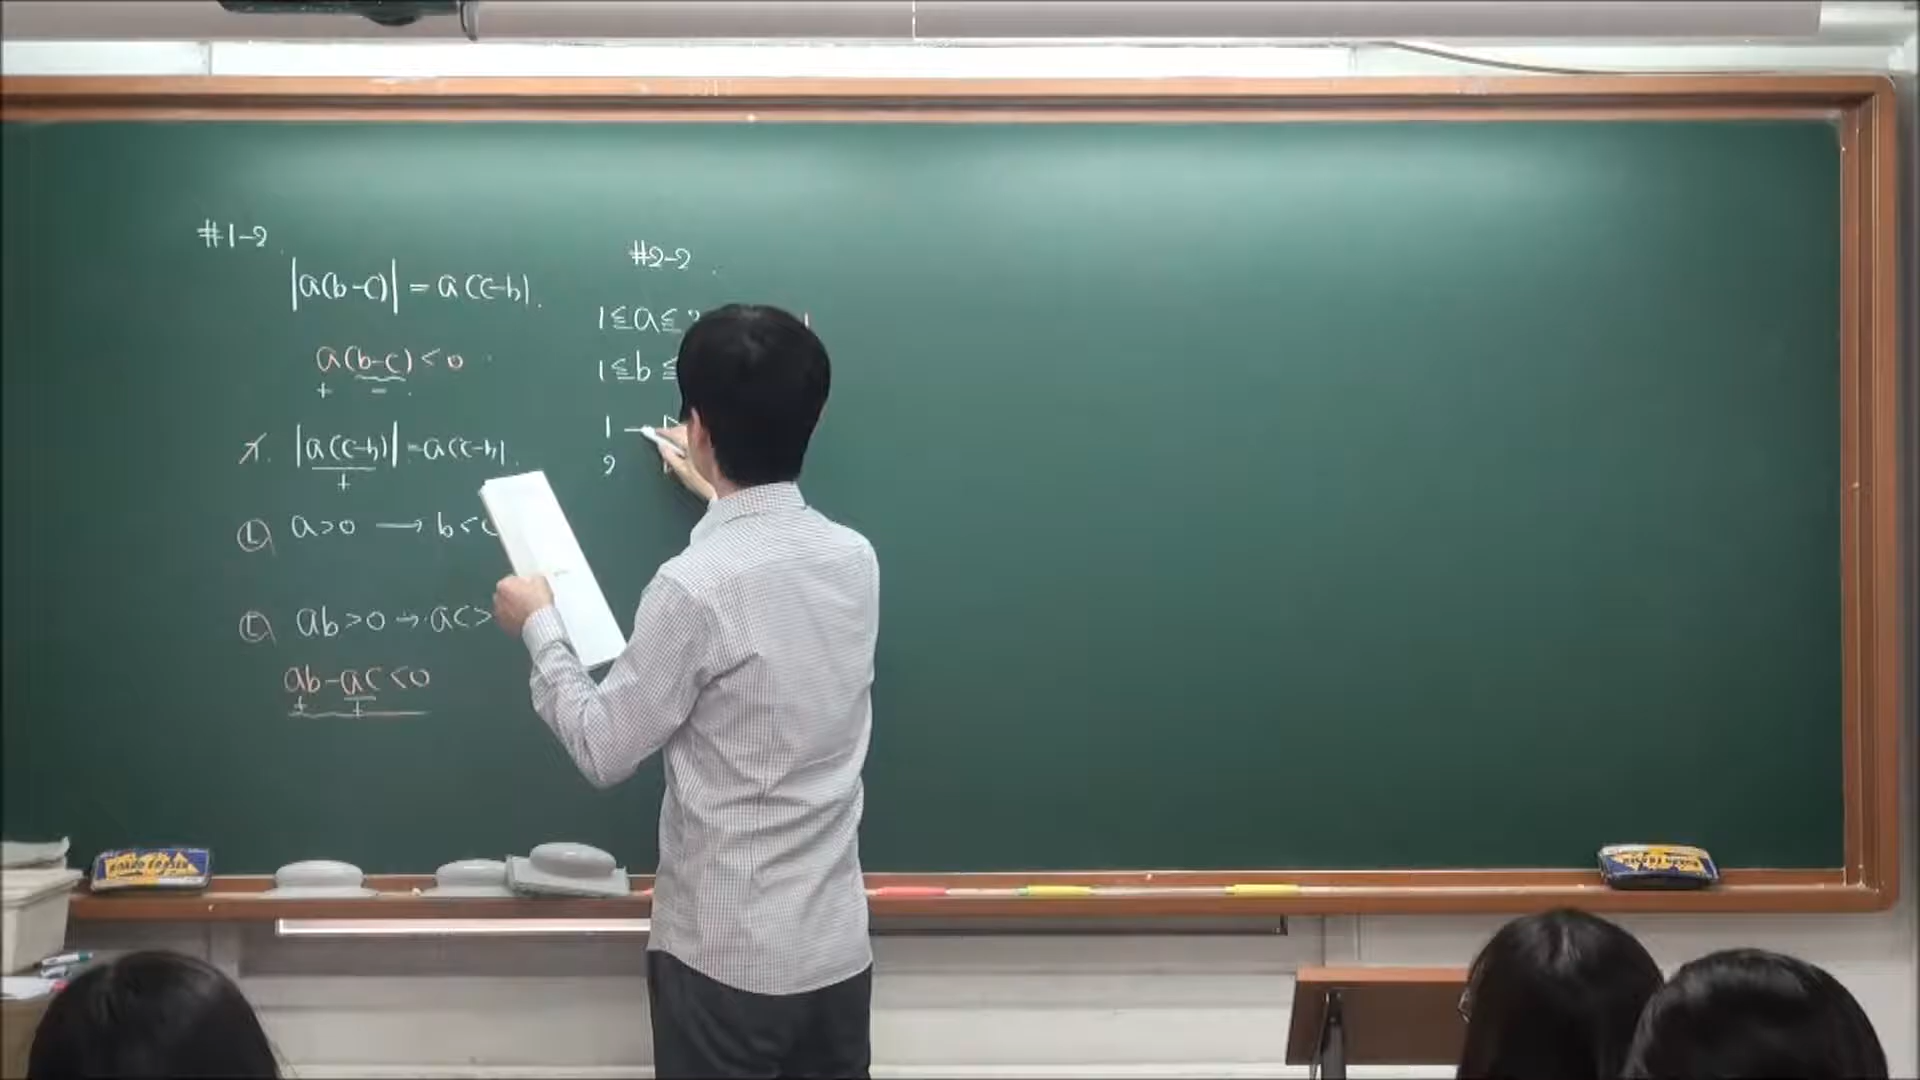 #1-2
|a(b-c)| = a(c-b).
a(b-c) < 0
+ -
ㄱ. |a(c-b)| = a(c-b).
+
ㄴ a>0 → b<c
ㄷ ab>0 → ac>
ab-ac<0
+ +
#2-2
1≦a≦
1≦b≦
1 —
2